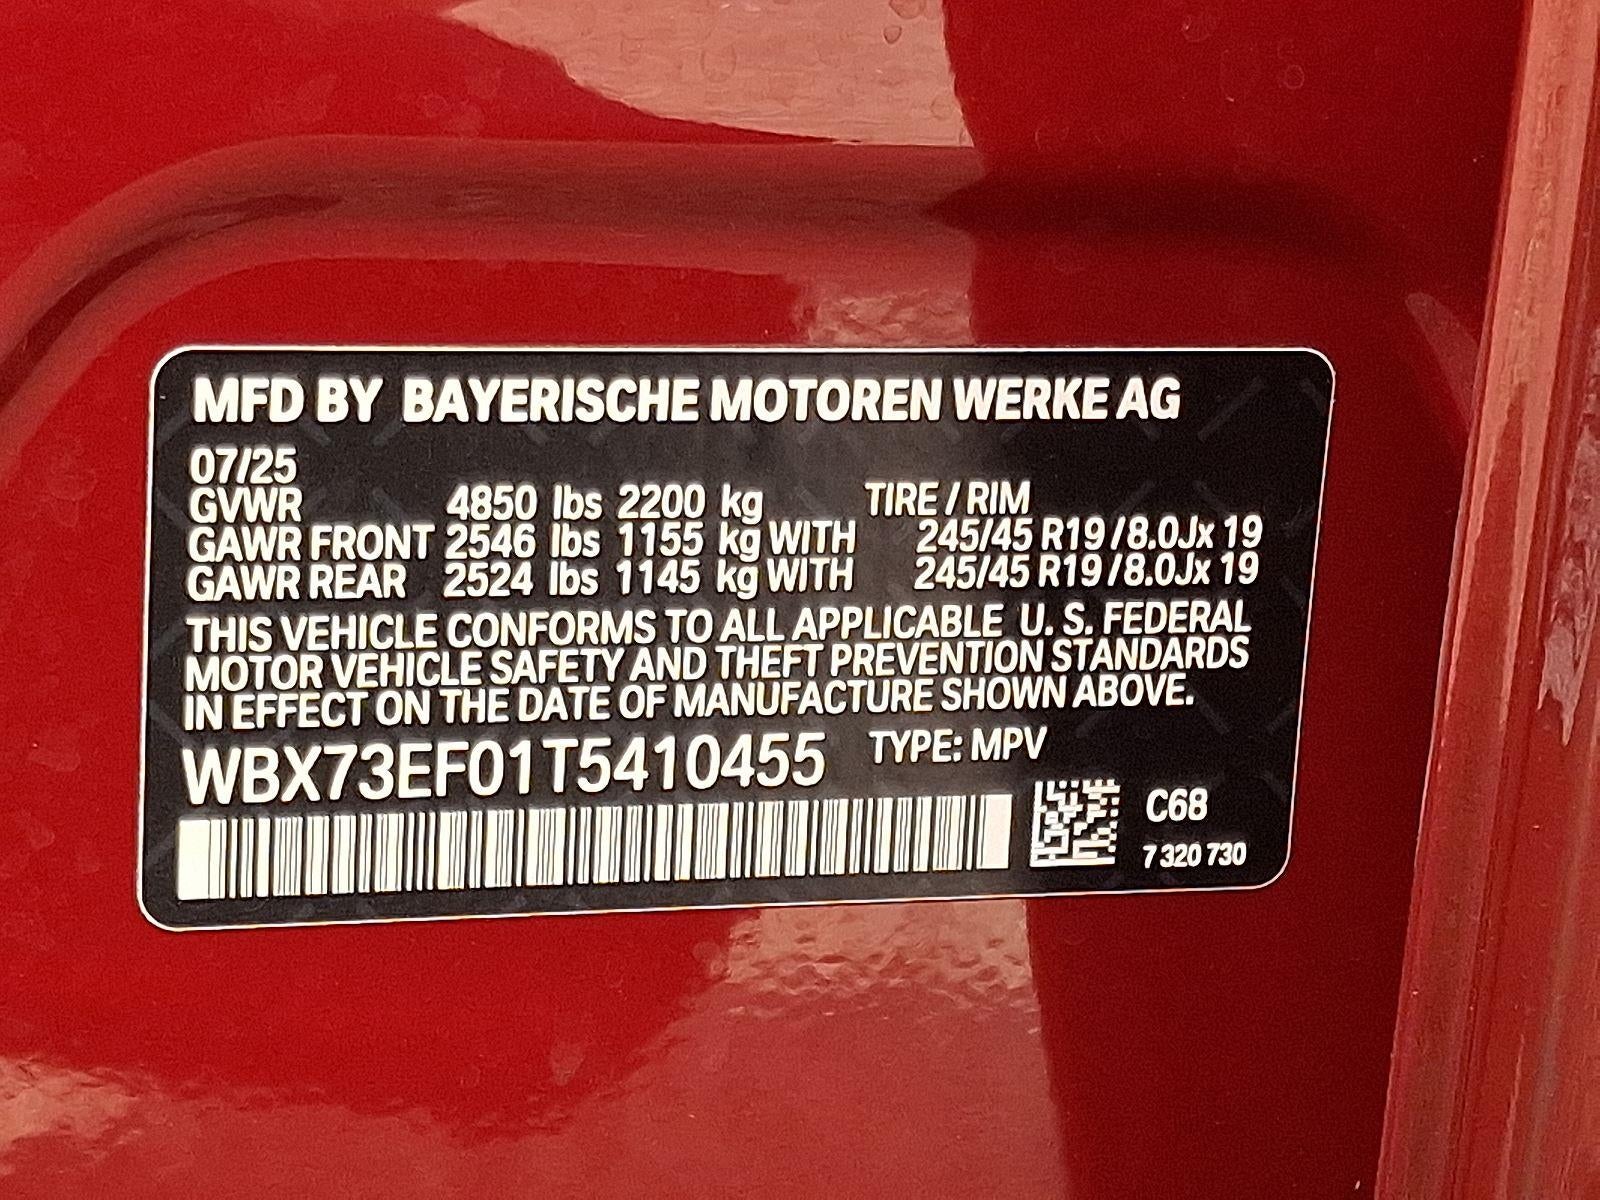 MFD BY BAYERISCHE MOTOREN WERKE AG
07/25
GVWR 4850 lbs 2200 kg TIRE / RIM
GAWR FRONT 2546 lbs 1155 kg WITH 245/45 R19 / 8.0Jx 19
GAWR REAR 2524 lbs 1145 kg WITH 245/45 R19 / 8.0Jx 19
THIS VEHICLE CONFORMS TO ALL APPLICABLE U. S. FEDERAL
MOTOR VEHICLE SAFETY AND THEFT PREVENTION STANDARDS
IN EFFECT ON THE DATE OF MANUFACTURE SHOWN ABOVE.
WBX73EF01T5410455 TYPE: MPV
C68
7 320 730